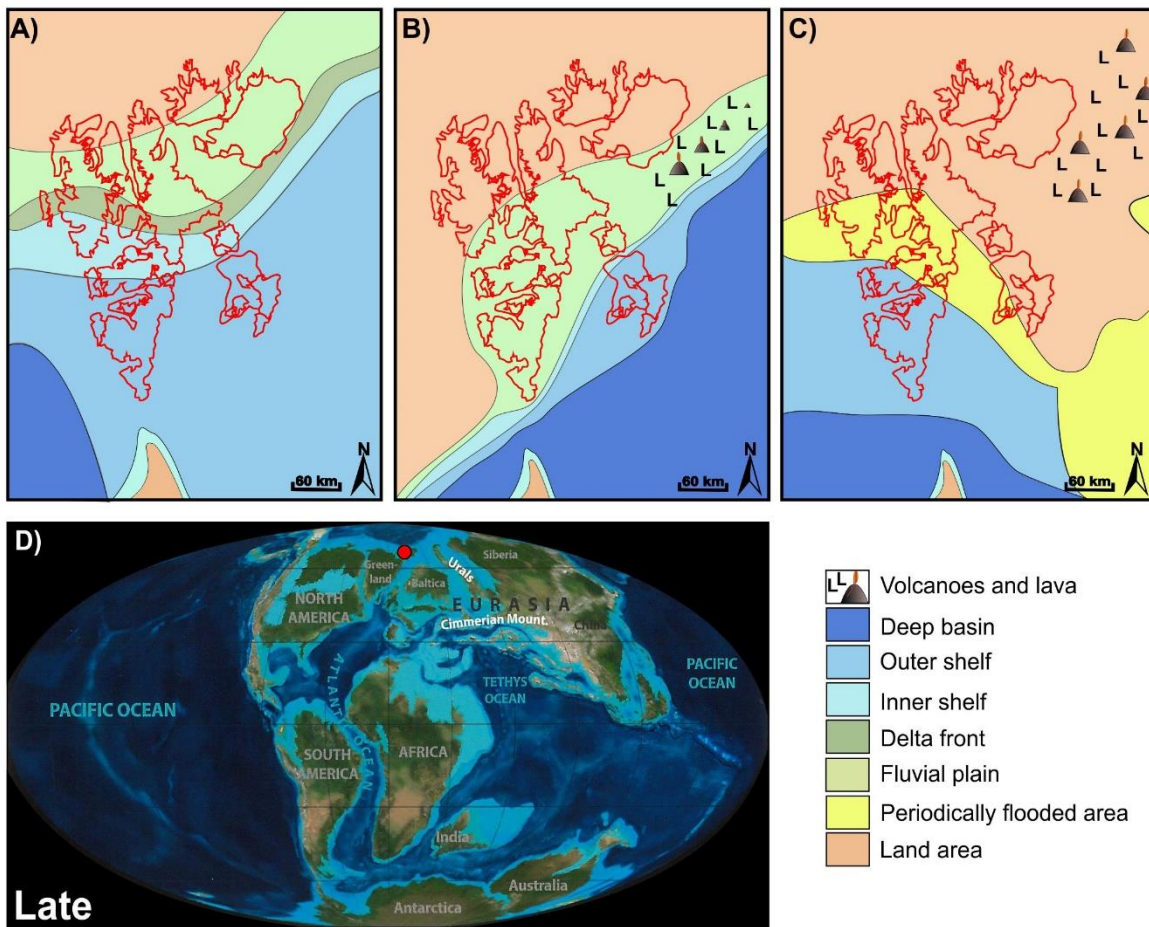 A)
N
60 km
B)
L
L
L
L
L
L
L
L
N
60 km
C)
L
L
L
L
L
L
L
L
N
60 km
D)
Green-
land
Siberia
Urals
Baltica
NORTH
AMERICA
EURASIA
Cimmerian Mount.
China
ATLANTIC OCEAN
TETHYS
OCEAN
PACIFIC
OCEAN
PACIFIC OCEAN
SOUTH
AMERICA
AFRICA
India
Australia
Antarctica
Late
L L Volcanoes and lava
Deep basin
Outer shelf
Inner shelf
Delta front
Fluvial plain
Periodically flooded area
Land area